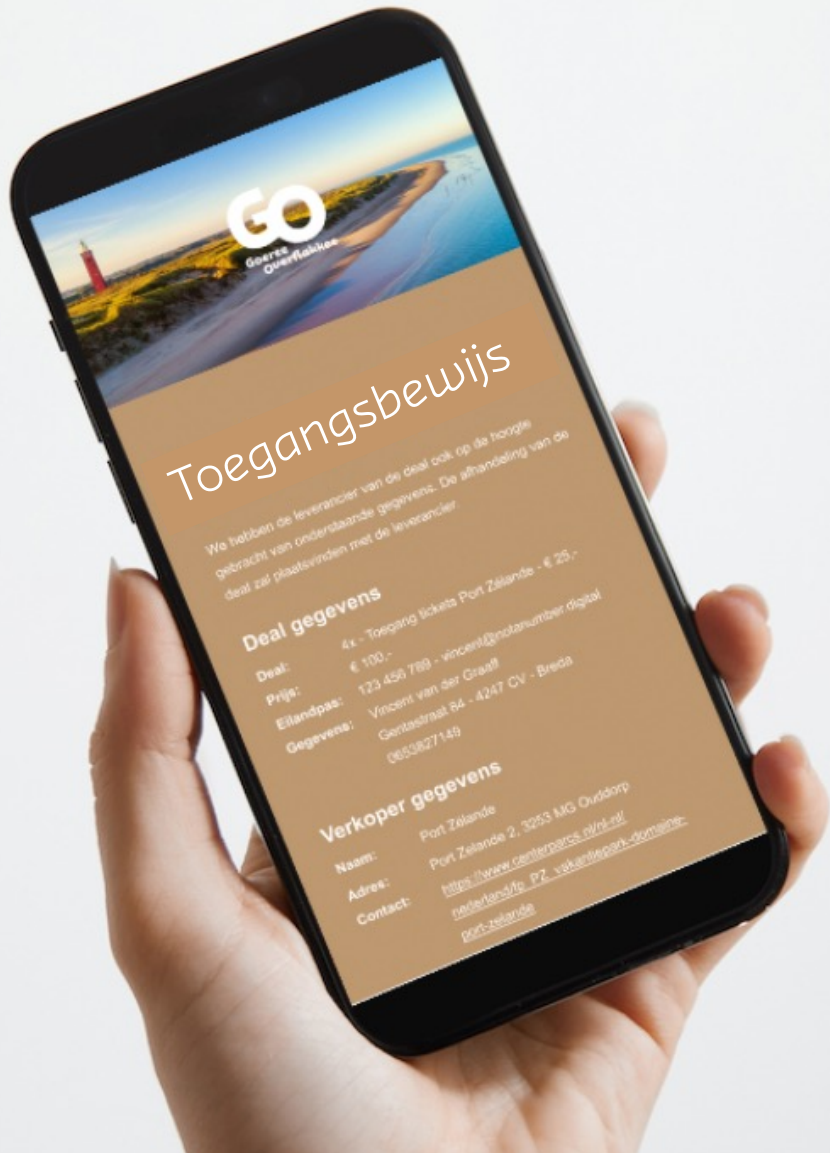 GO
Goeree
Overflakkee
Toegangsbewijs
We hebben de leverancier van de deal ook op de hoogte
gebracht van onderstaande gegevens. De afhandeling van de
deal zal plaatsvinden met de leverancier.
Deal gegevens
Deal: 4x - Toegang tickets Port Zélande - € 25,-
Prijs: € 100,-
Eilandpas: 123 456 789 - vincent@notanumber.digital
Gegevens: Vincent van der Graaff
Gentastraat 84 - 4247 CV - Breda
0653827149
Verkoper gegevens
Naam: Port Zélande
Adres: Port Zelande 2, 3253 MG Ouddorp
Contact: https://www.centerparcs.nl/nl-nl/
nederland/fp_PZ_vakantiepark-domaine-
port-zelande